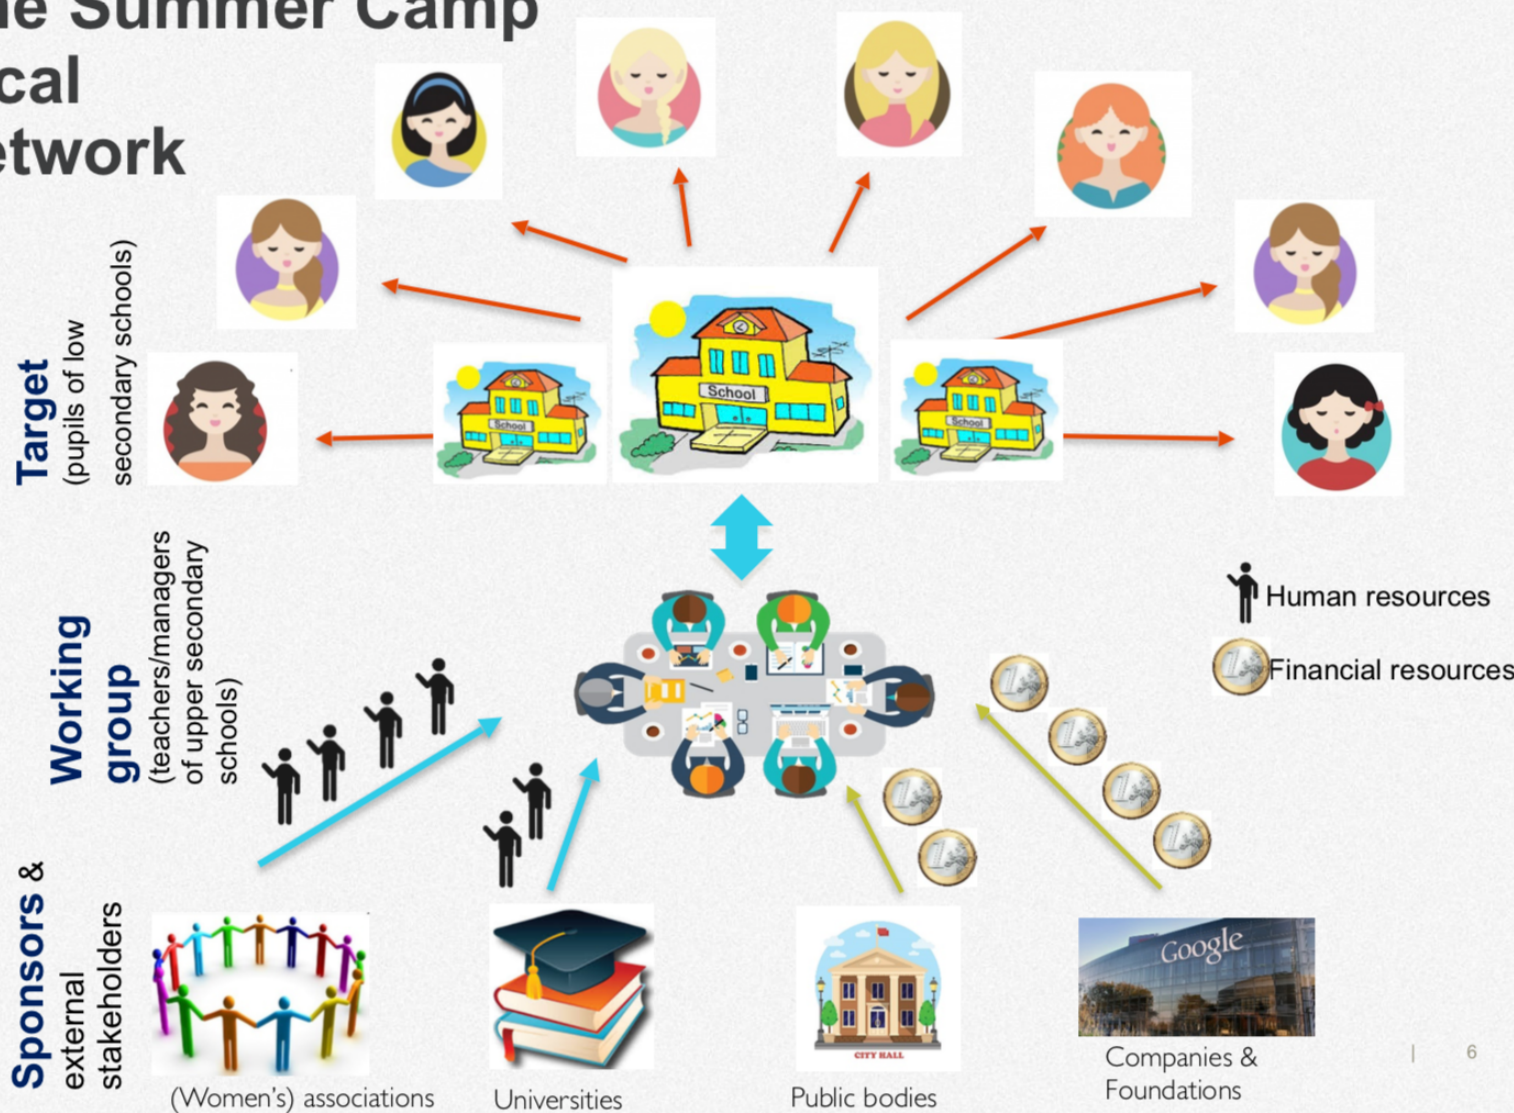 ne Summer Camp
cal
etwork
Target
(pupils of low
secondary schools)
School
School
School
Working
group
(teachers/managers
of upper secondary
schools)
Human resources
Financial resources
Sponsors &
external
stakeholders
CITY HALL
Google
(Women's) associations
Universities
Public bodies
Companies &
Foundations
| 6